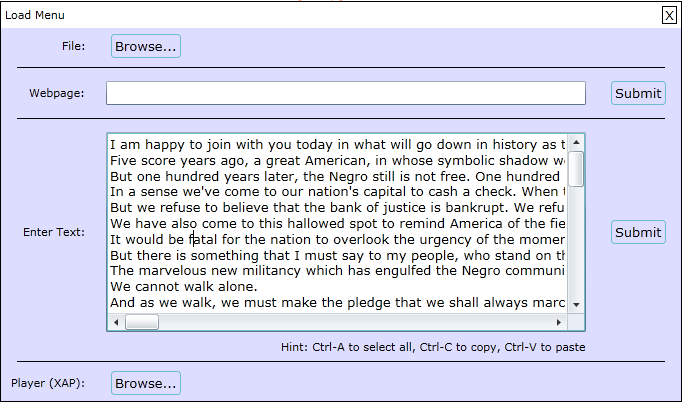 Load Menu X
File: Browse...
Webpage: Submit
I am happy to join with you today in what will go down in history as t
Five score years ago, a great American, in whose symbolic shadow w
But one hundred years later, the Negro still is not free. One hundred
In a sense we've come to our nation's capital to cash a check. When t
But we refuse to believe that the bank of justice is bankrupt. We refu
We have also come to this hallowed spot to remind America of the fie
Enter Text: Submit
It would be fatal for the nation to overlook the urgency of the momer
But there is something that I must say to my people, who stand on th
The marvelous new militancy which has engulfed the Negro communi
We cannot walk alone.
And as we walk, we must make the pledge that we shall always marc
Hint: Ctrl-A to select all, Ctrl-C to copy, Ctrl-V to paste
Player (XAP): Browse...